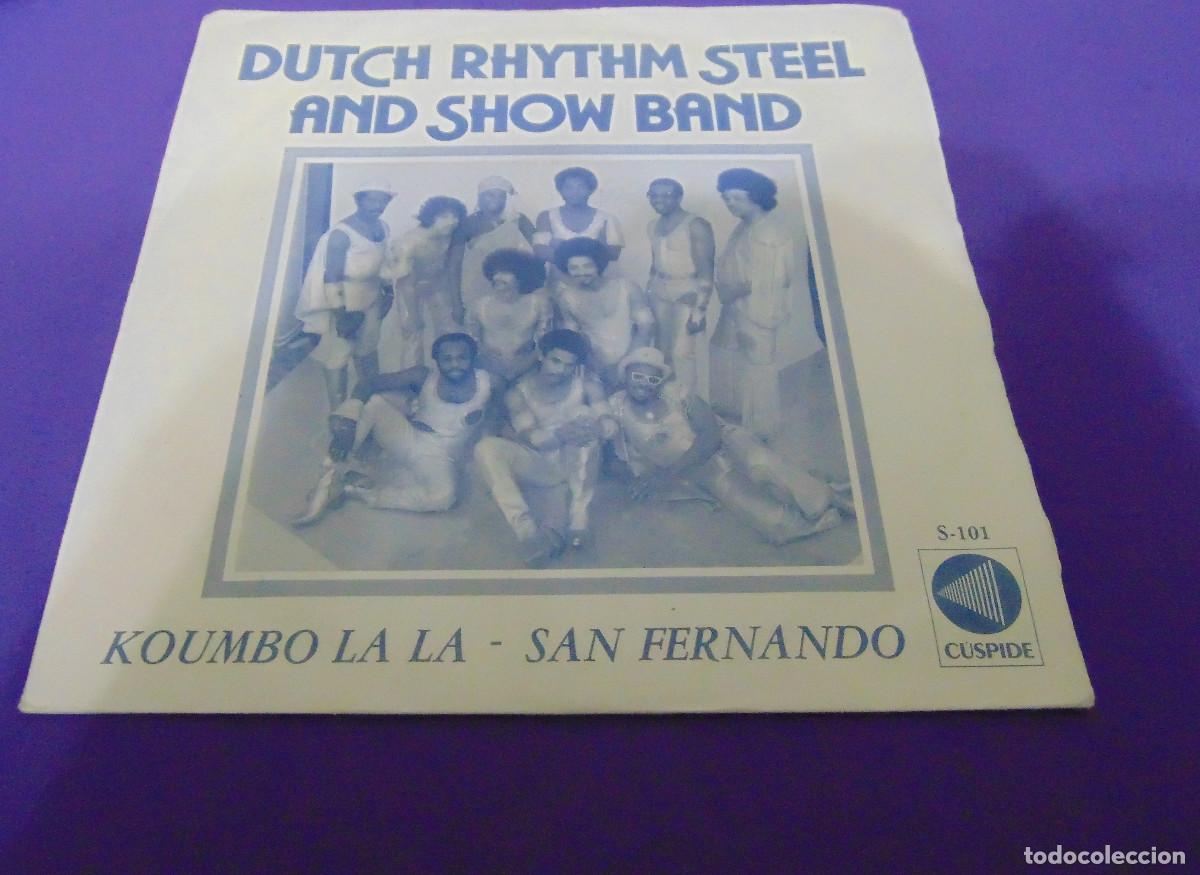 DUTCH RHYTHM STEEL
AND SHOW BAND
S-101
CÚSPIDE
KOUMBO LA LA - SAN FERNANDO
todocoleccion